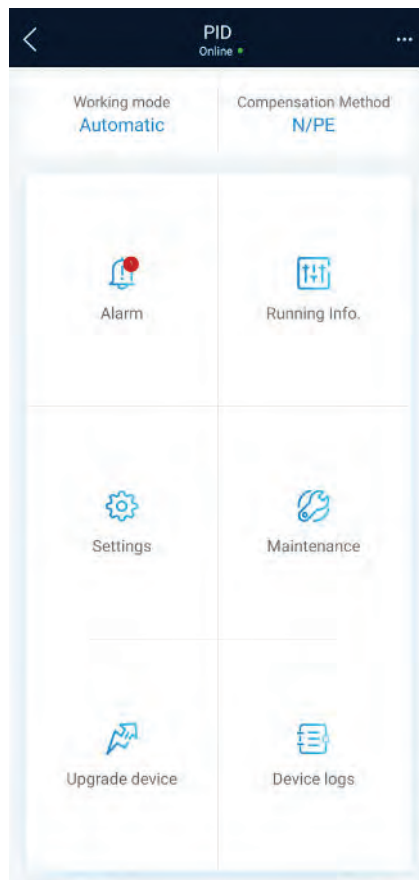 PID
Online
Working mode
Compensation Method
Automatic
N/PE
Alarm
Running Info.
Settings
Maintenance
Upgrade device
Device logs